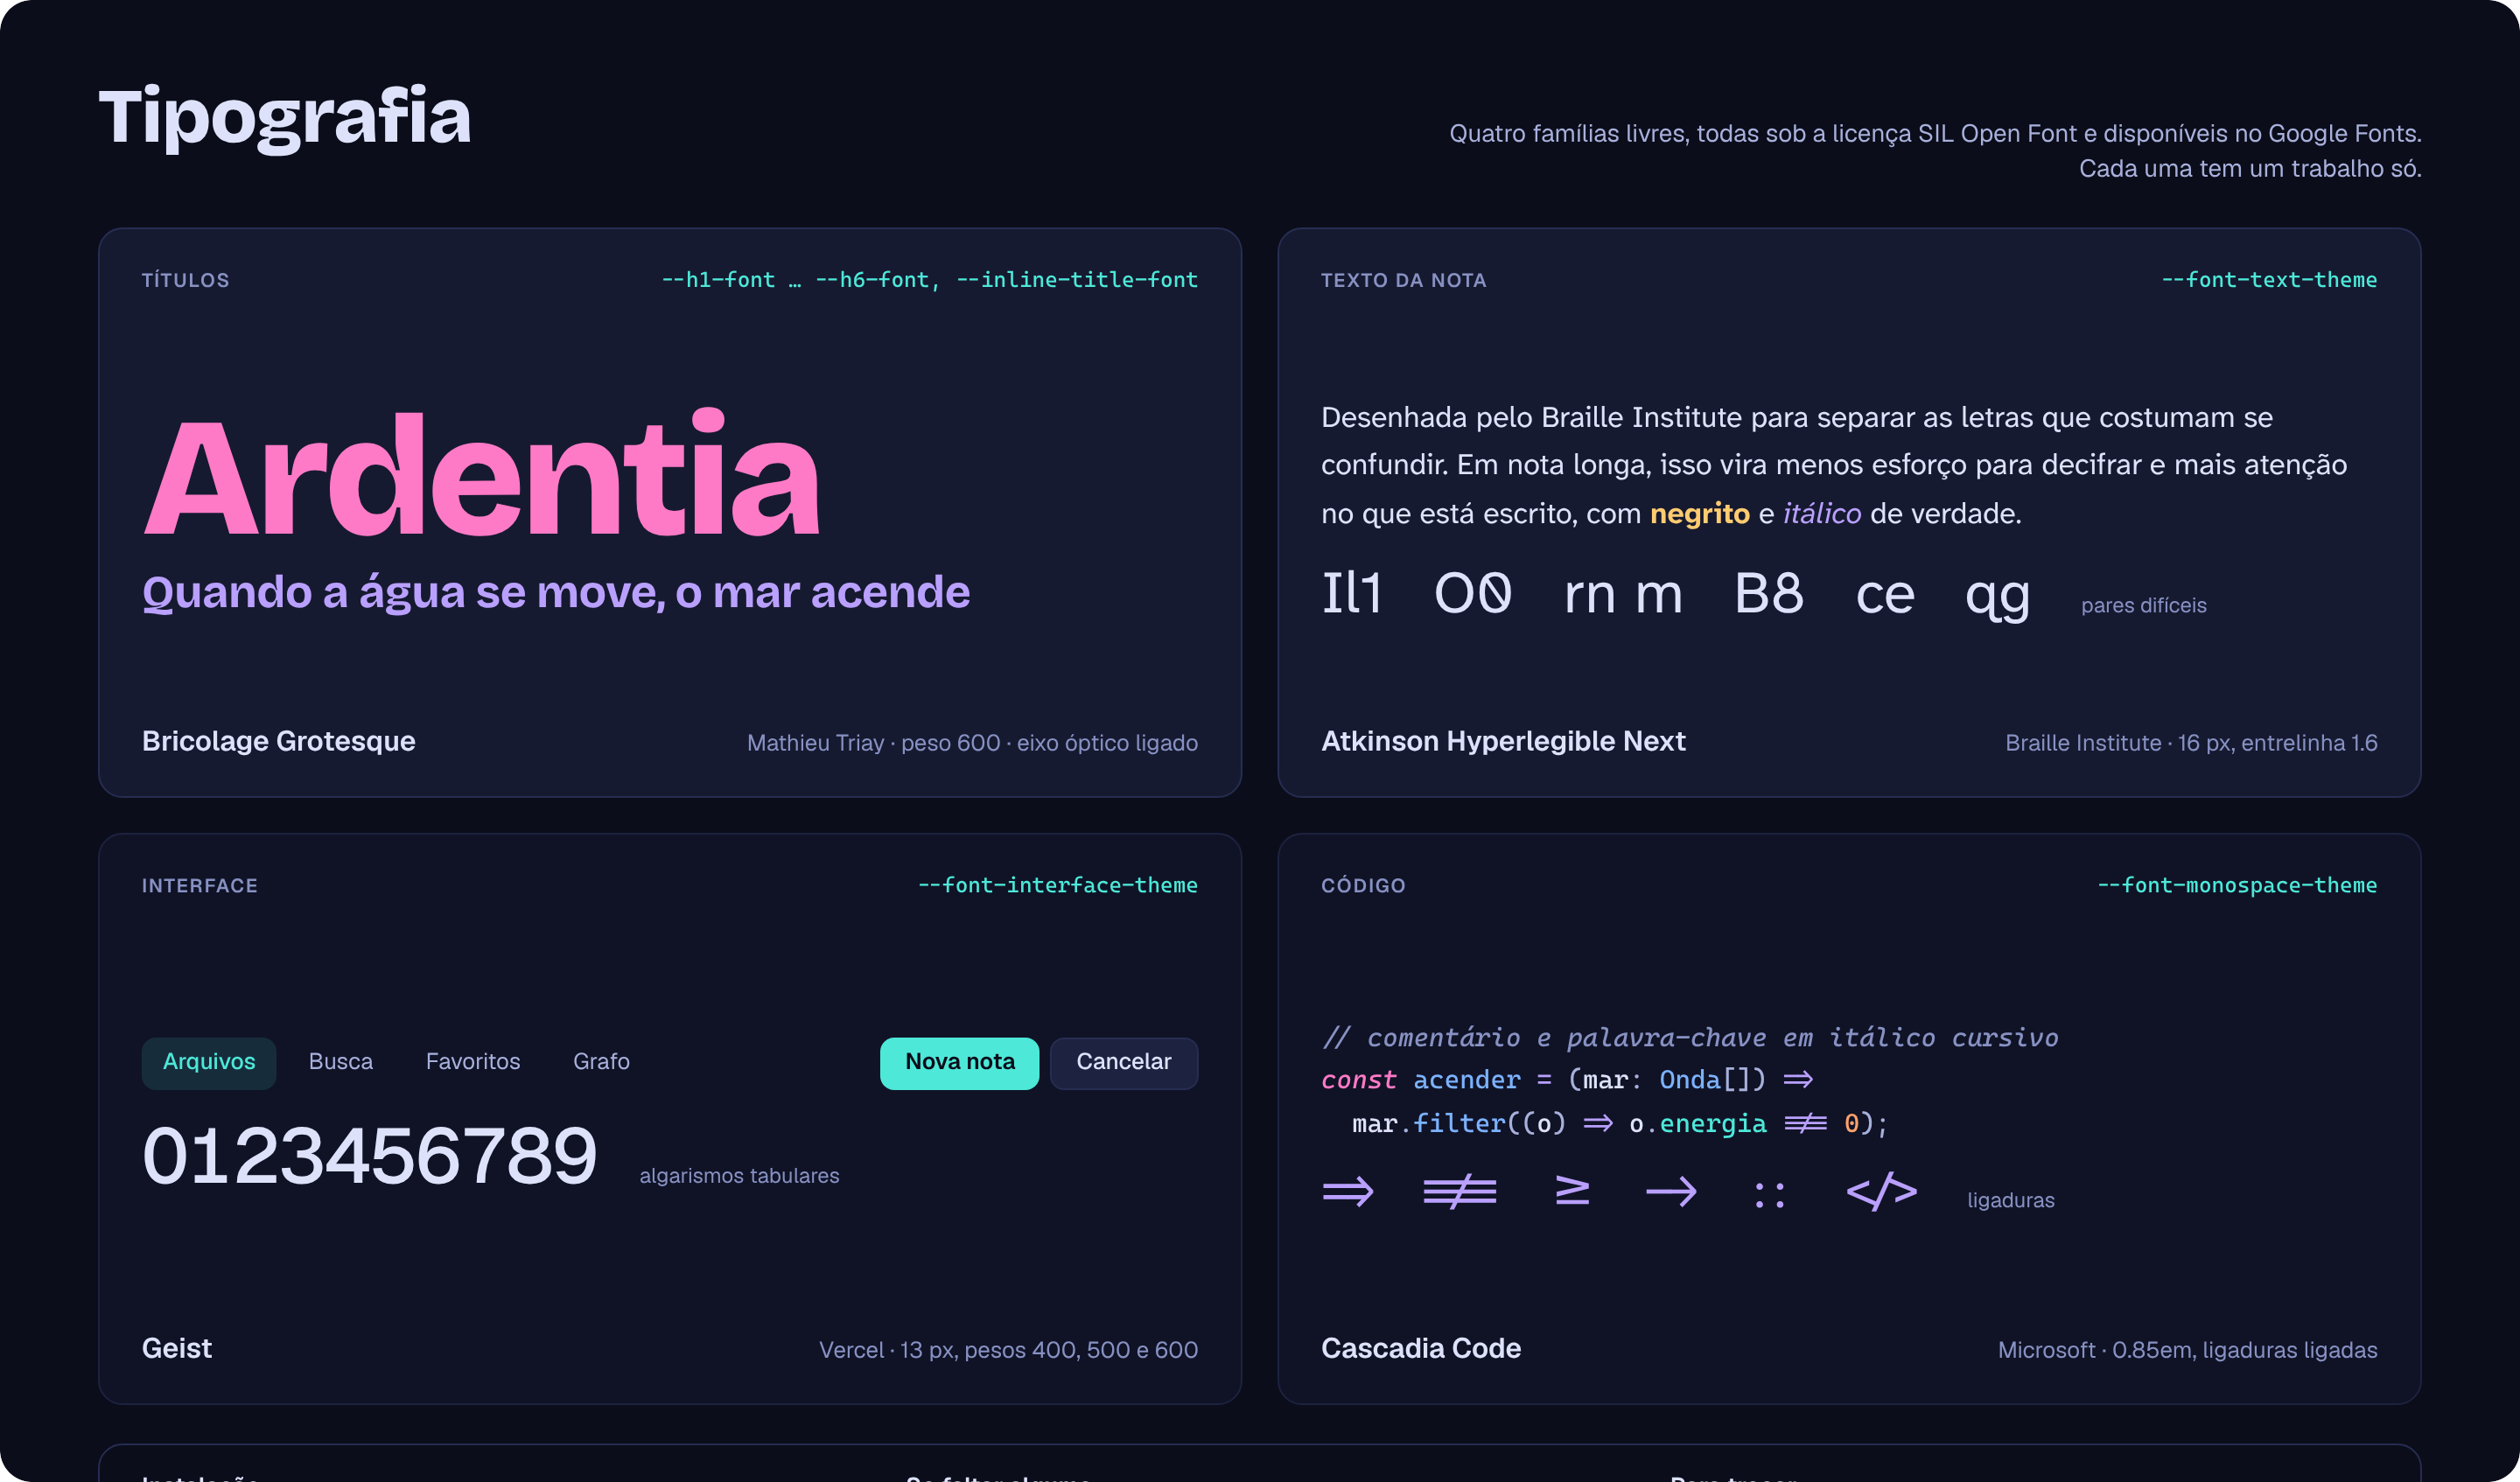 Tipografia
Quatro famílias livres, todas sob a licença SIL Open Font e disponíveis no Google Fonts.
Cada uma tem um trabalho só.
TÍTULOS
--h1-font … --h6-font, --inline-title-font
Ardentia
Quando a água se move, o mar acende
Bricolage Grotesque
Mathieu Triay · peso 600 · eixo óptico ligado
TEXTO DA NOTA
--font-text-theme
Desenhada pelo Braille Institute para separar as letras que costumam se
confundir. Em nota longa, isso vira menos esforço para decifrar e mais atenção
no que está escrito, com negrito e itálico de verdade.
Il1 O0 rn m B8 ce qg pares difíceis
Atkinson Hyperlegible Next
Braille Institute · 16 px, entrelinha 1.6
INTERFACE
--font-interface-theme
Arquivos Busca Favoritos Grafo Nova nota Cancelar
0123456789 algarismos tabulares
Geist
Vercel · 13 px, pesos 400, 500 e 600
CÓDIGO
--font-monospace-theme
// comentário e palavra-chave em itálico cursivo
const acender = (mar: Onda[]) =>
mar.filter((o) => o.energia !== 0);
=> !== >= -> :: </> ligaduras
Cascadia Code
Microsoft · 0.85em, ligaduras ligadas